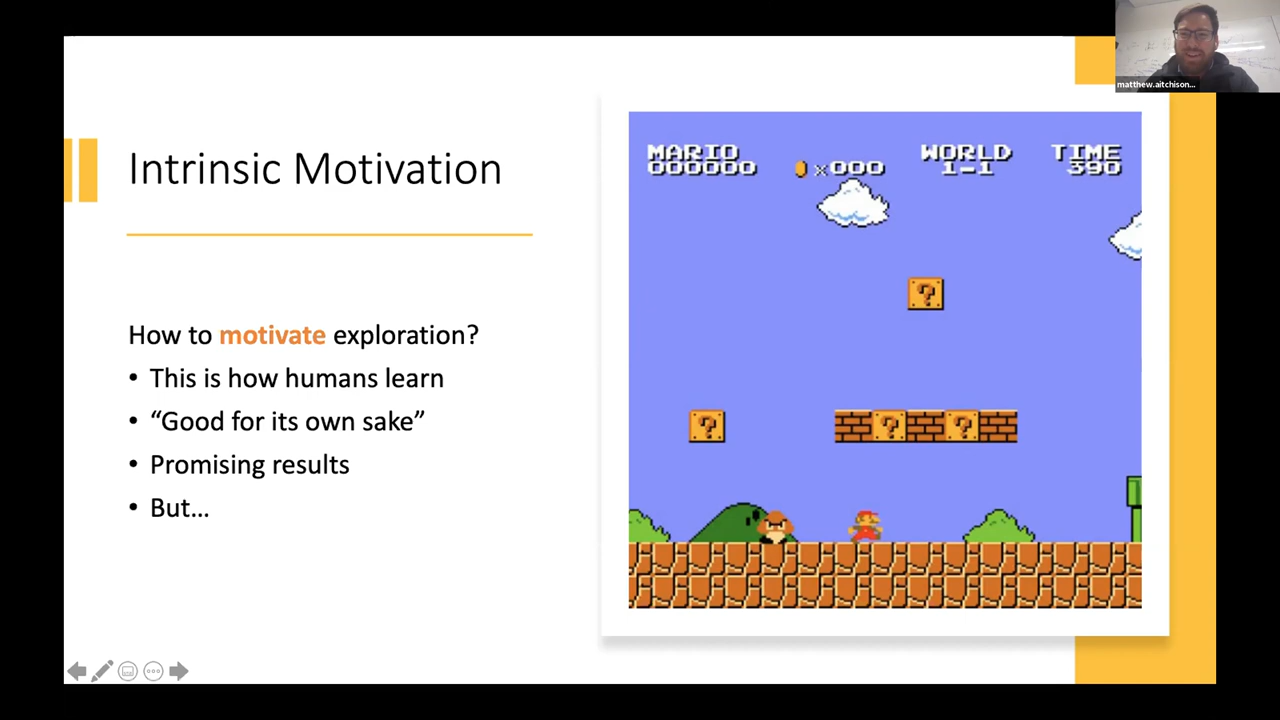 matthew.aitchison...
Intrinsic Motivation
How to motivate exploration?
• This is how humans learn
• “Good for its own sake”
• Promising results
• But...
MARIO WORLD TIME
000000 x000 1-1 390
?
? ? ?